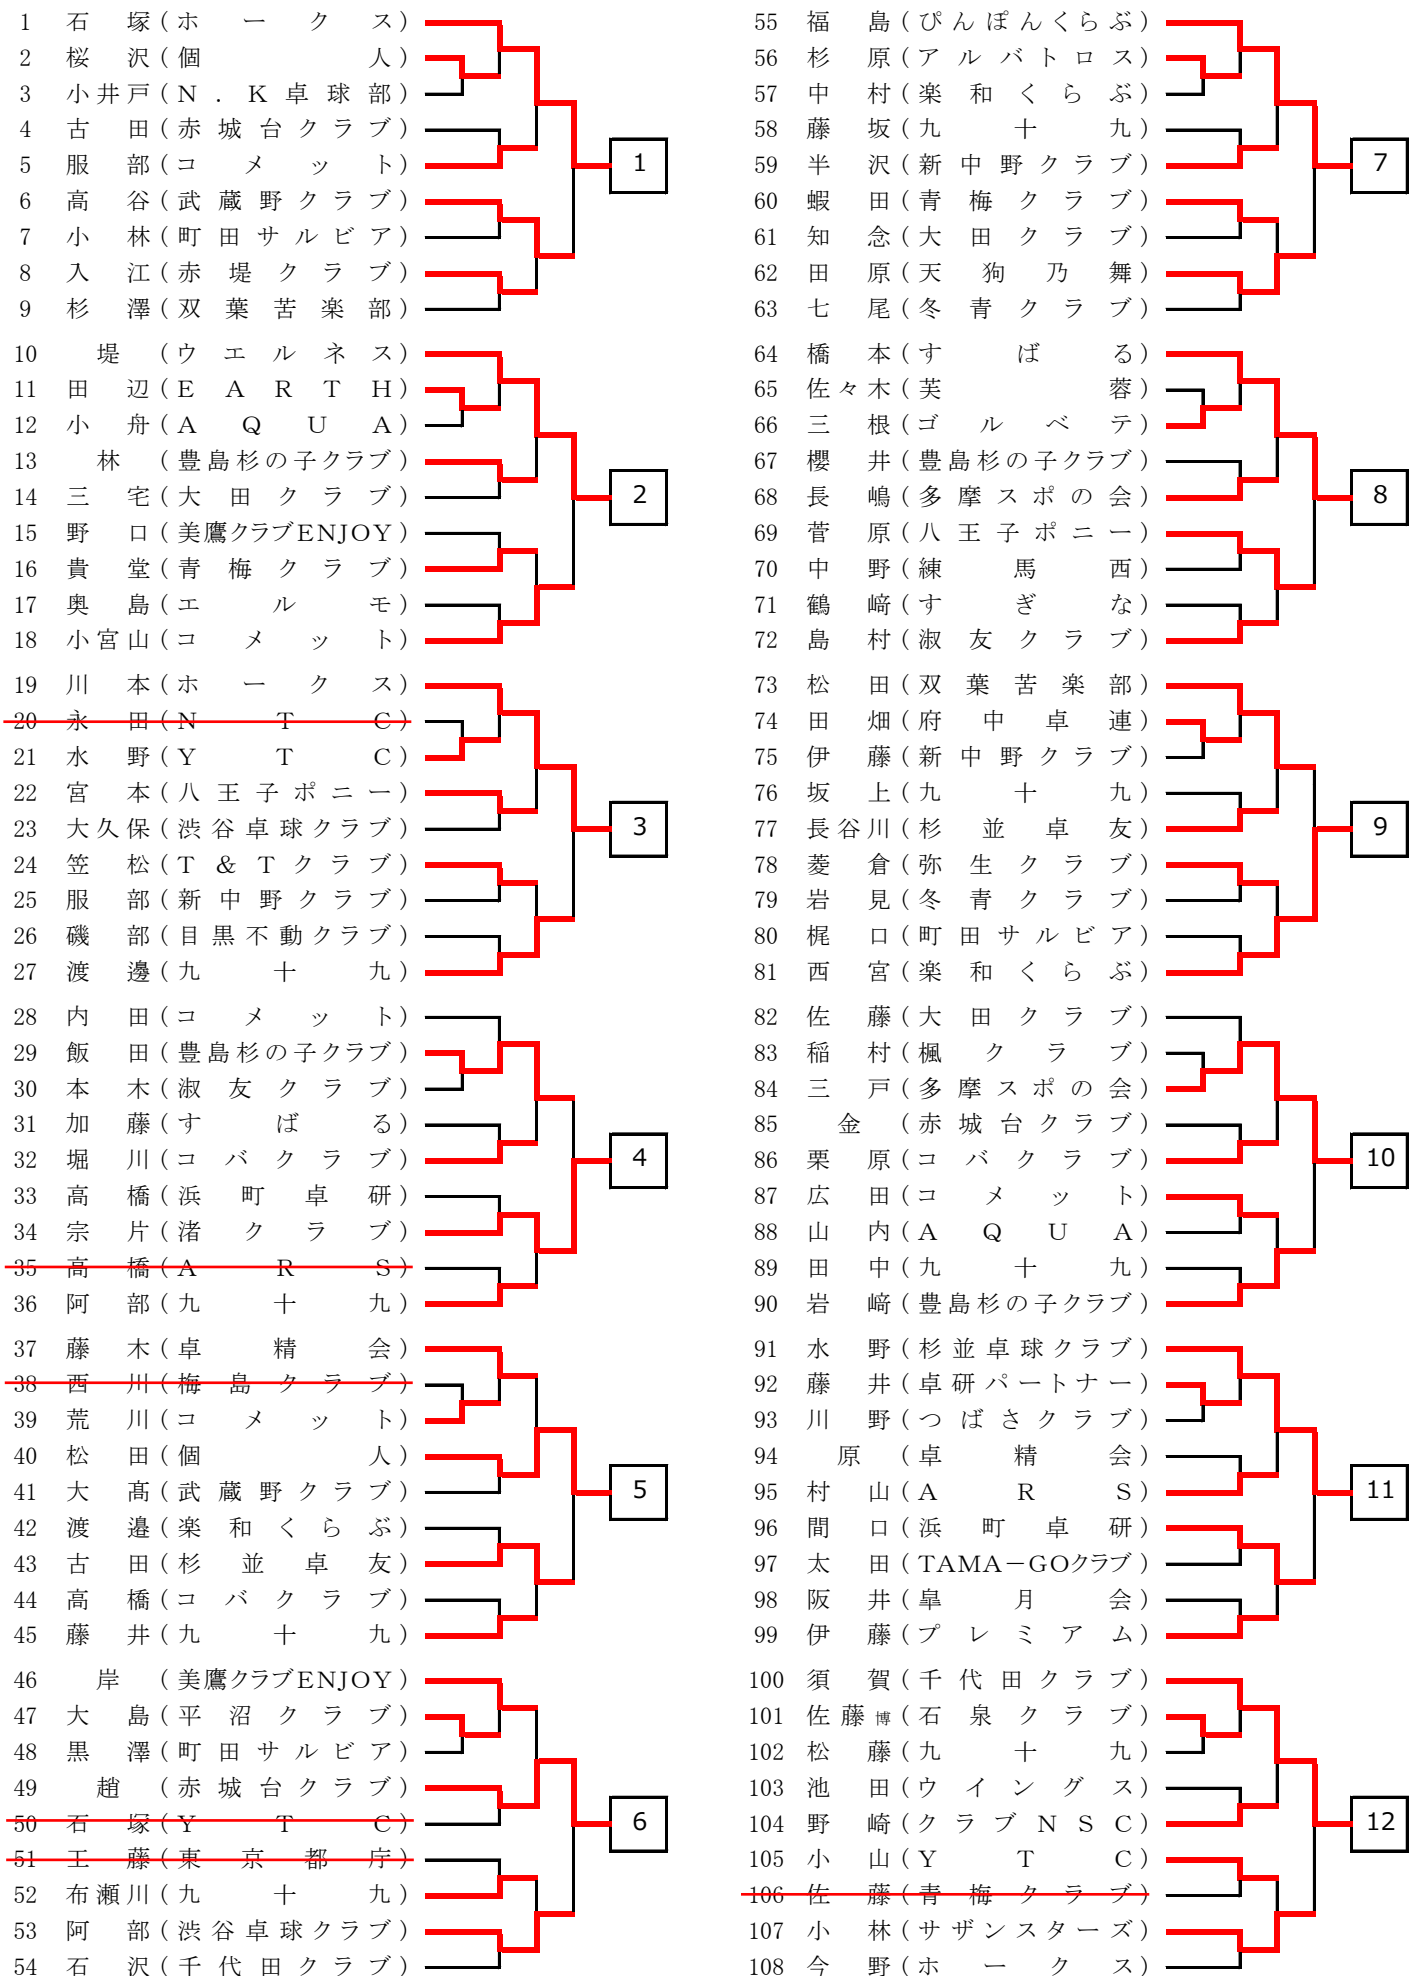 1 石塚(ホークス)
2 桜沢(個人)
3 小井戸(N.K卓球部)
4 古田(赤城台クラブ)
5 服部(コメット)
1
6 高谷(武蔵野クラブ)
7 小林(町田サルビア)
8 入江(赤堤クラブ)
9 杉澤(双葉苦楽部)
10 堤(ウエルネス)
11 田辺(EARTH)
12 小舟(AQUA)
13 林(豊島杉の子クラブ)
14 三宅(大田クラブ)
2
15 野口(美鷹クラブENJOY)
16 貴堂(青梅クラブ)
17 奥島(エルモ)
18 小宮山(コメット)
19 川本(ホークス)
20 永田(NTC)
21 水野(YTC)
22 宮本(八王子ポニー)
23 大久保(渋谷卓球クラブ)
3
24 笠松(T&Tクラブ)
25 服部(新中野クラブ)
26 磯部(目黒不動クラブ)
27 渡邊(九十九)
28 内田(コメット)
29 飯田(豊島杉の子クラブ)
30 本木(淑友クラブ)
31 加藤(すばる)
32 堀川(コバクラブ)
4
33 高橋(浜町卓研)
34 宗片(渚クラブ)
35 高橋(ARS)
36 阿部(九十九)
37 藤木(卓精会)
38 西川(梅島クラブ)
39 荒川(コメット)
40 松田(個人)
41 大髙(武蔵野クラブ)
5
42 渡邉(楽和くらぶ)
43 古田(杉並卓友)
44 高橋(コバクラブ)
45 藤井(九十九)
46 岸(美鷹クラブENJOY)
47 大島(平沼クラブ)
48 黒澤(町田サルビア)
49 趙(赤城台クラブ)
50 石塚(YTC)
6
51 工藤(東京都庁)
52 布瀬川(九十九)
53 阿部(渋谷卓球クラブ)
54 石沢(千代田クラブ)
55 福島(ぴんぽんくらぶ)
56 杉原(アルバトロス)
57 中村(楽和くらぶ)
58 藤坂(九十九)
59 半沢(新中野クラブ)
7
60 蝦田(青梅クラブ)
61 知念(大田クラブ)
62 田原(天狗乃舞)
63 七尾(冬青クラブ)
64 橋本(すばる)
65 佐々木(芙蓉)
66 三根(ゴルベテ)
67 櫻井(豊島杉の子クラブ)
68 長嶋(多摩スポの会)
8
69 菅原(八王子ポニー)
70 中野(練馬西)
71 鶴﨑(すぎな)
72 島村(淑友クラブ)
73 松田(双葉苦楽部)
74 田畑(府中卓連)
75 伊藤(新中野クラブ)
76 坂上(九十九)
77 長谷川(杉並卓友)
9
78 菱倉(弥生クラブ)
79 岩見(冬青クラブ)
80 梶口(町田サルビア)
81 西宮(楽和くらぶ)
82 佐藤(大田クラブ)
83 稲村(楓クラブ)
84 三戸(多摩スポの会)
85 金(赤城台クラブ)
86 栗原(コバクラブ)
10
87 広田(コメット)
88 山内(AQUA)
89 田中(九十九)
90 岩﨑(豊島杉の子クラブ)
91 水野(杉並卓球クラブ)
92 藤井(卓研パートナー)
93 川野(つばさクラブ)
94 原(卓精会)
95 村山(ARS)
11
96 間口(浜町卓研)
97 太田(TAMA－GOクラブ)
98 阪井(皐月会)
99 伊藤(プレミアム)
100 須賀(千代田クラブ)
101 佐藤博(石泉クラブ)
102 松藤(九十九)
103 池田(ウイングス)
104 野崎(クラブNSC)
12
105 小山(YTC)
106 佐藤(青梅クラブ)
107 小林(サザンスターズ)
108 今野(ホークス)